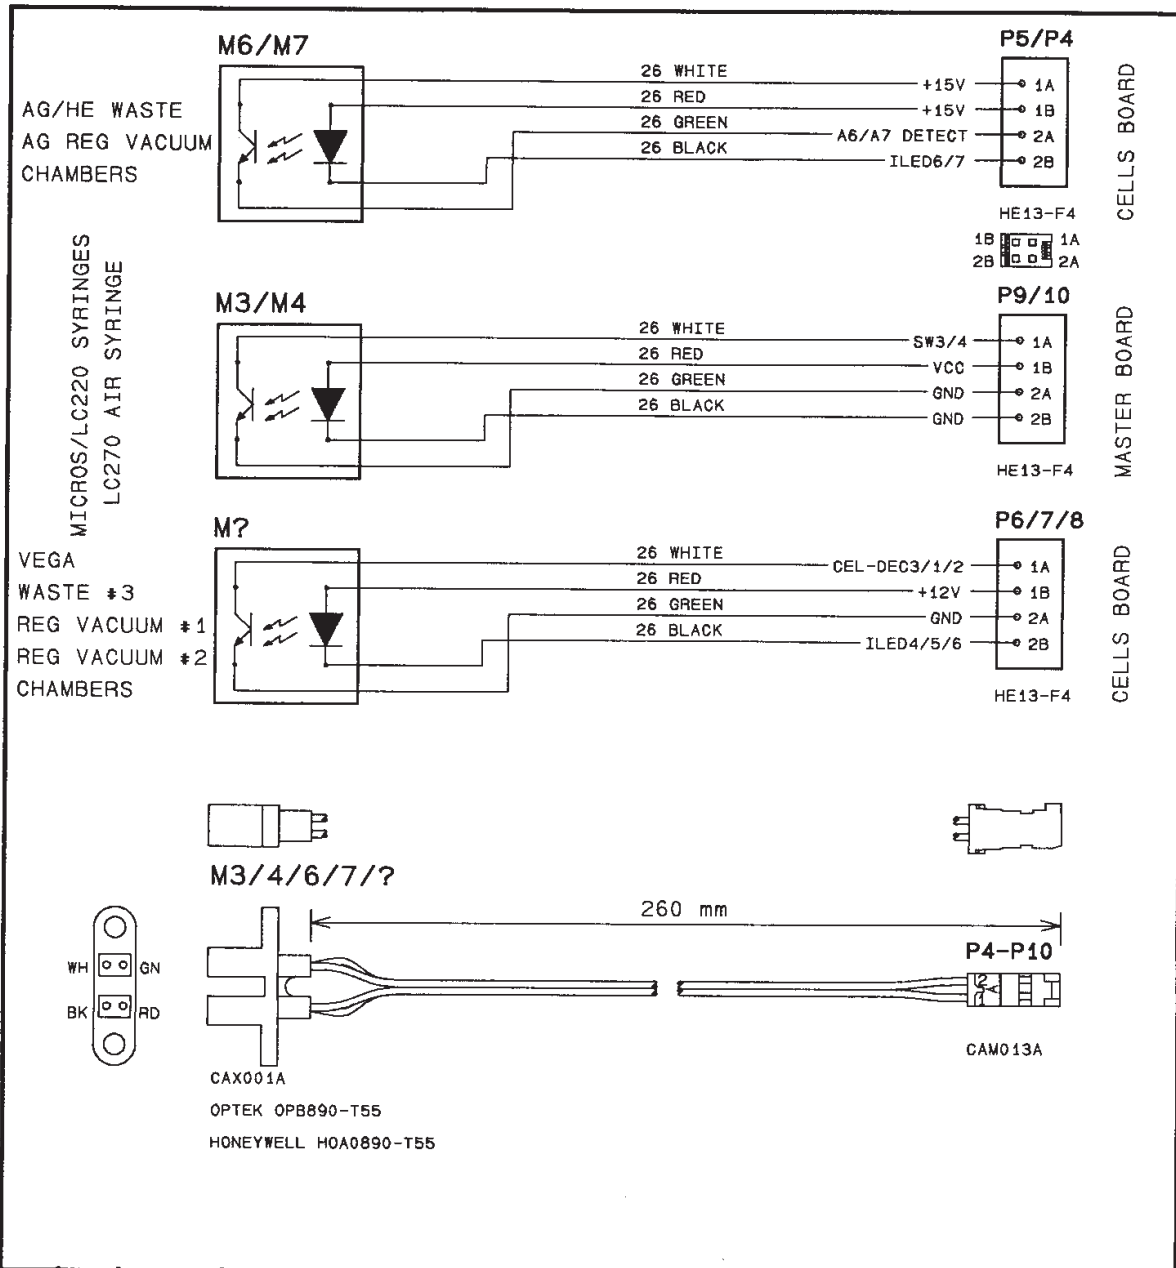 M6/M7
P5/P4
AG/HE WASTE
AG REG VACUUM
CHAMBERS
26 WHITE
+15V
1A
26 RED
+15V
1B
26 GREEN
A6/A7 DETECT
2A
26 BLACK
ILED6/7
2B
CELLS BOARD
HE13-F4
1B
1A
2B
2A
MICROS/LC220 SYRINGES
LC270 AIR SYRINGE
M3/M4
P9/10
26 WHITE
SW3/4
1A
26 RED
VCC
1B
26 GREEN
GND
2A
26 BLACK
GND
2B
MASTER BOARD
HE13-F4
M?
P6/7/8
VEGA
WASTE #3
REG VACUUM #1
REG VACUUM #2
CHAMBERS
26 WHITE
CEL-DEC3/1/2
1A
26 RED
+12V
1B
26 GREEN
GND
2A
26 BLACK
ILED4/5/6
2B
CELLS BOARD
HE13-F4
M3/4/6/7/?
260 mm
P4-P10
WH
GN
BK
RD
2
A
1
CAM013A
CAX001A
OPTEK OPB890-T55
HONEYWELL HOA0890-T55